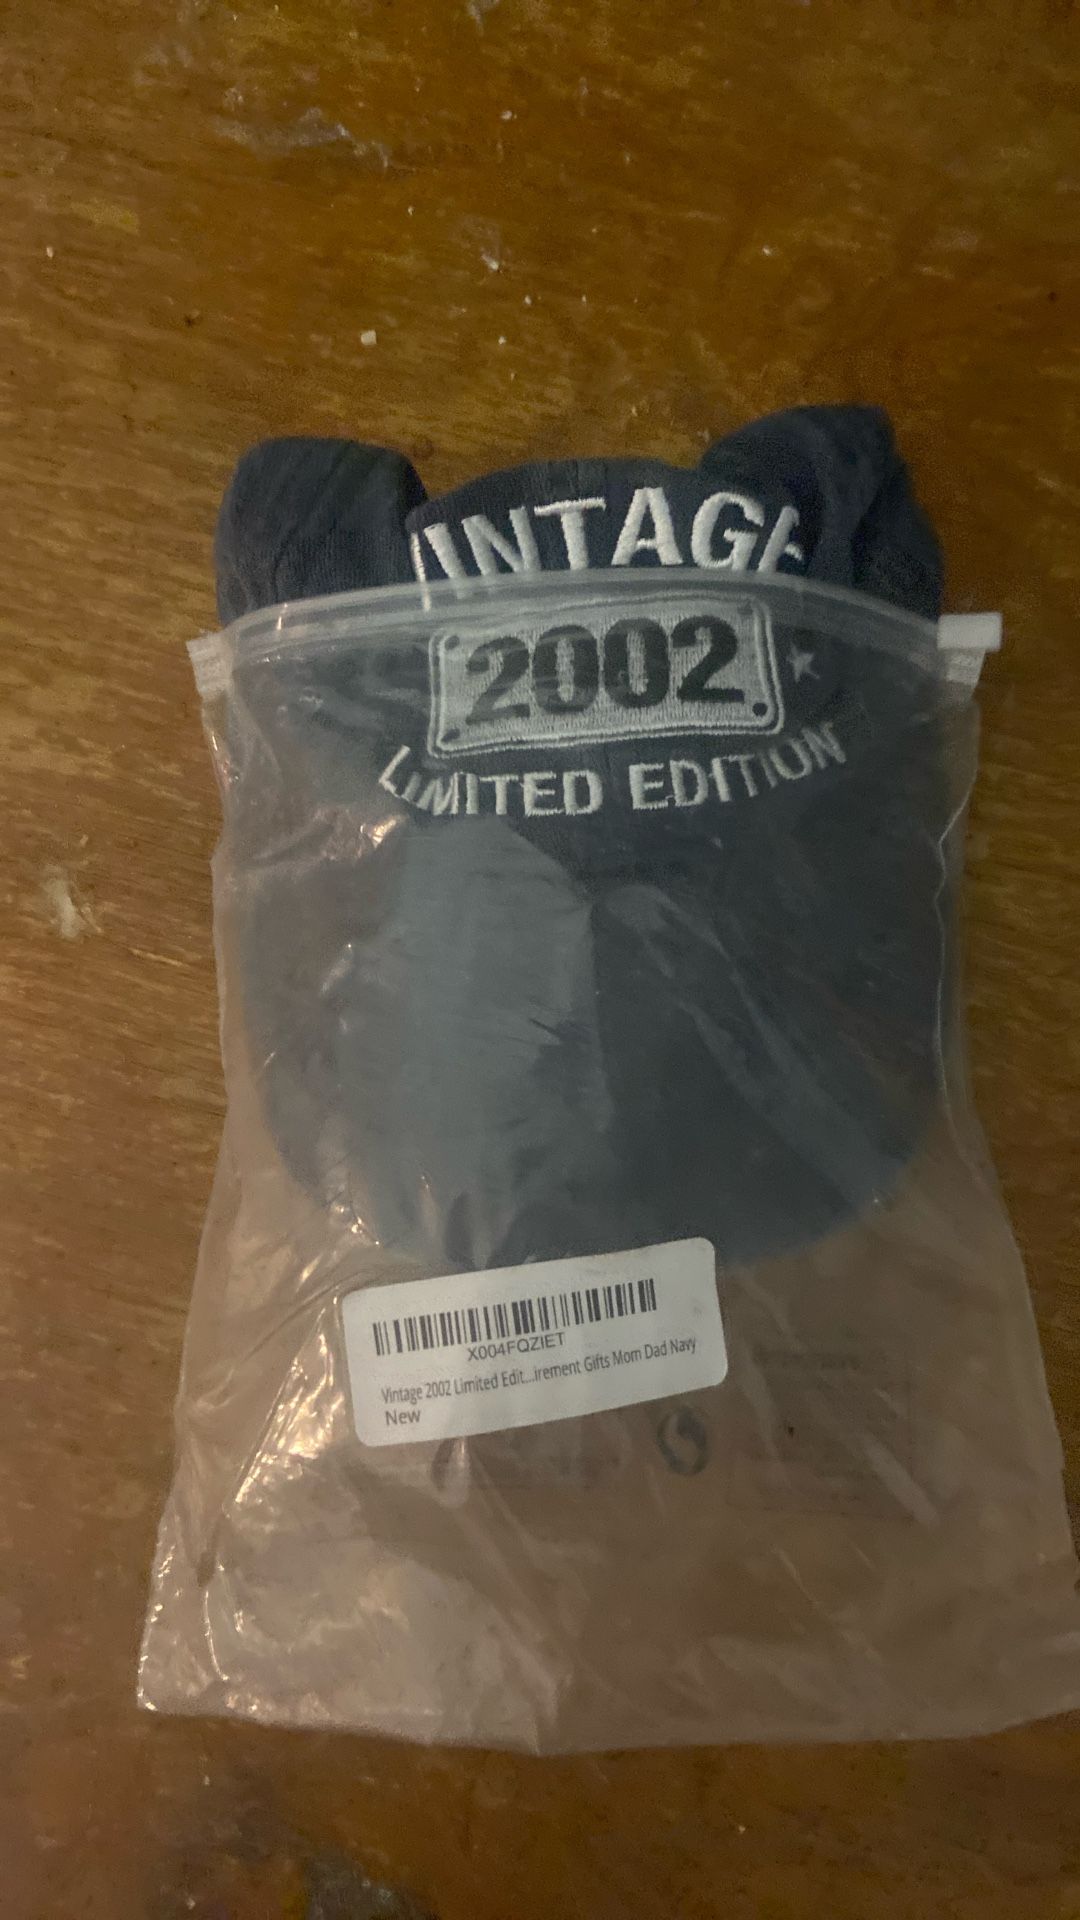 VINTAGE
2002
LIMITED EDITION
X004FQZIET
Vintage 2002 Limited Edit...irement Gifts Mom Dad Navy
New